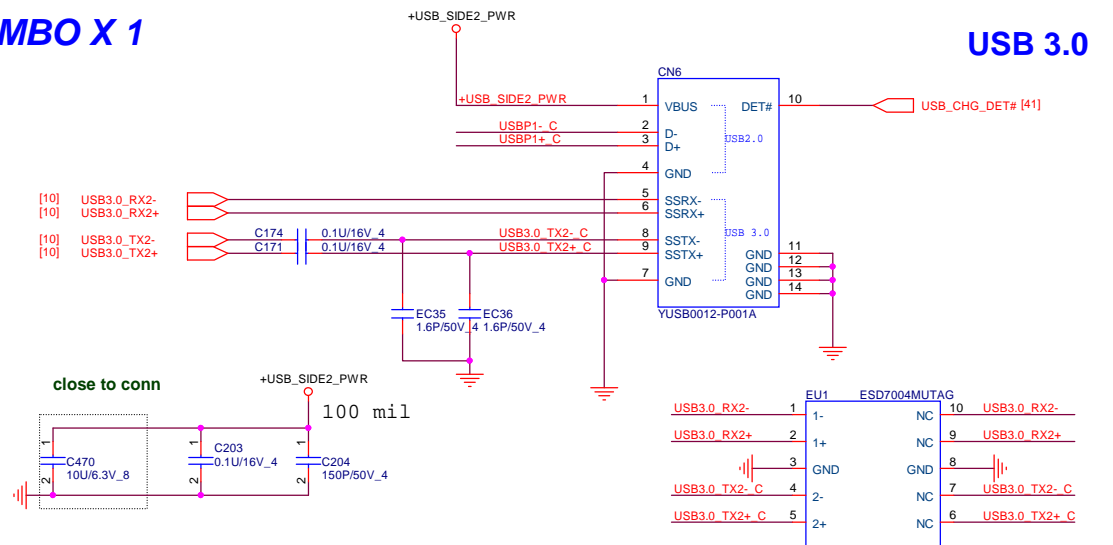 +USB_SIDE2_PWR
MBO X 1
USB 3.0
CN6
+USB_SIDE2_PWR
1
VBUS
DET#
10
USB_CHG_DET# [41]
USBP1-_C
2
D-
USB2.0
USBP1+_C
3
D+
4
GND
[10] USB3.0_RX2-
5
SSRX-
[10] USB3.0_RX2+
6
SSRX+
[10] USB3.0_TX2-
C174
0.1U/16V_4
USB3.0_TX2-_C
8
SSTX-
USB 3.0
[10] USB3.0_TX2+
C171
0.1U/16V_4
USB3.0_TX2+_C
9
SSTX+
GND
11
GND
12
7
GND
GND
13
GND
14
YUSB0012-P001A
EC35
1.6P/50V_4
EC36
1.6P/50V_4
close to conn
+USB_SIDE2_PWR
100 mil
1
C470
10U/6.3V_8
2
1
C203
0.1U/16V_4
2
1
C204
150P/50V_4
2
EU1
ESD7004MUTAG
USB3.0_RX2-
1
1-
NC
10
USB3.0_RX2-
USB3.0_RX2+
2
1+
NC
9
USB3.0_RX2+
3
GND
GND
8
USB3.0_TX2-_C
4
2-
NC
7
USB3.0_TX2-_C
USB3.0_TX2+_C
5
2+
NC
6
USB3.0_TX2+_C